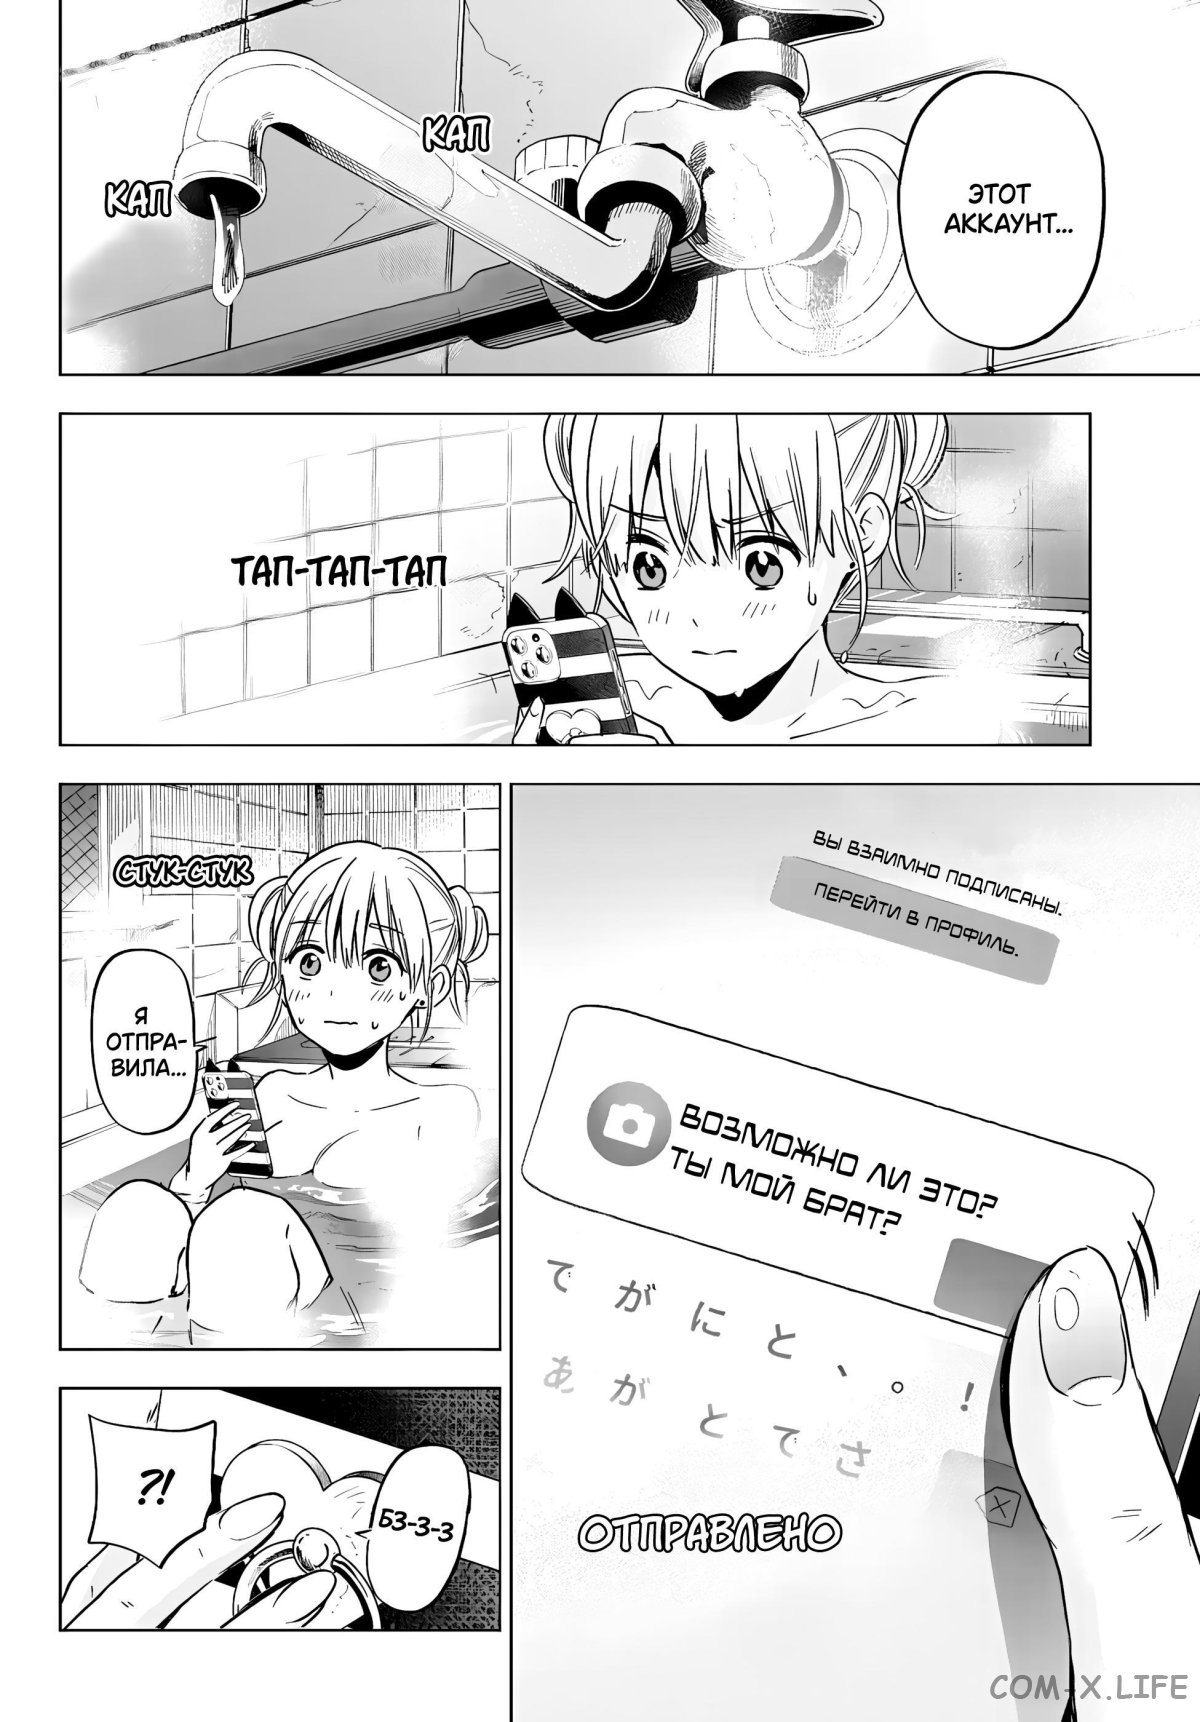 КАП
КАП
ЭТОТ
АККАУНТ...
ТАП-ТАП-ТАП
ВЫ ВЗАИМНО ПОДПИСАНЫ.
ПЕРЕЙТИ В ПРОФИЛЬ.
ВОЗМОЖНО ЛИ ЭТО?
ТЫ МОЙ БРАТ?
てがにと、。！
あがとてさ
ОТПРАВЛЕНО
СТУК-СТУК
Я
ОТПРА-
ВИЛА...
БЗ-З-З
?!
COM-X.LIFE